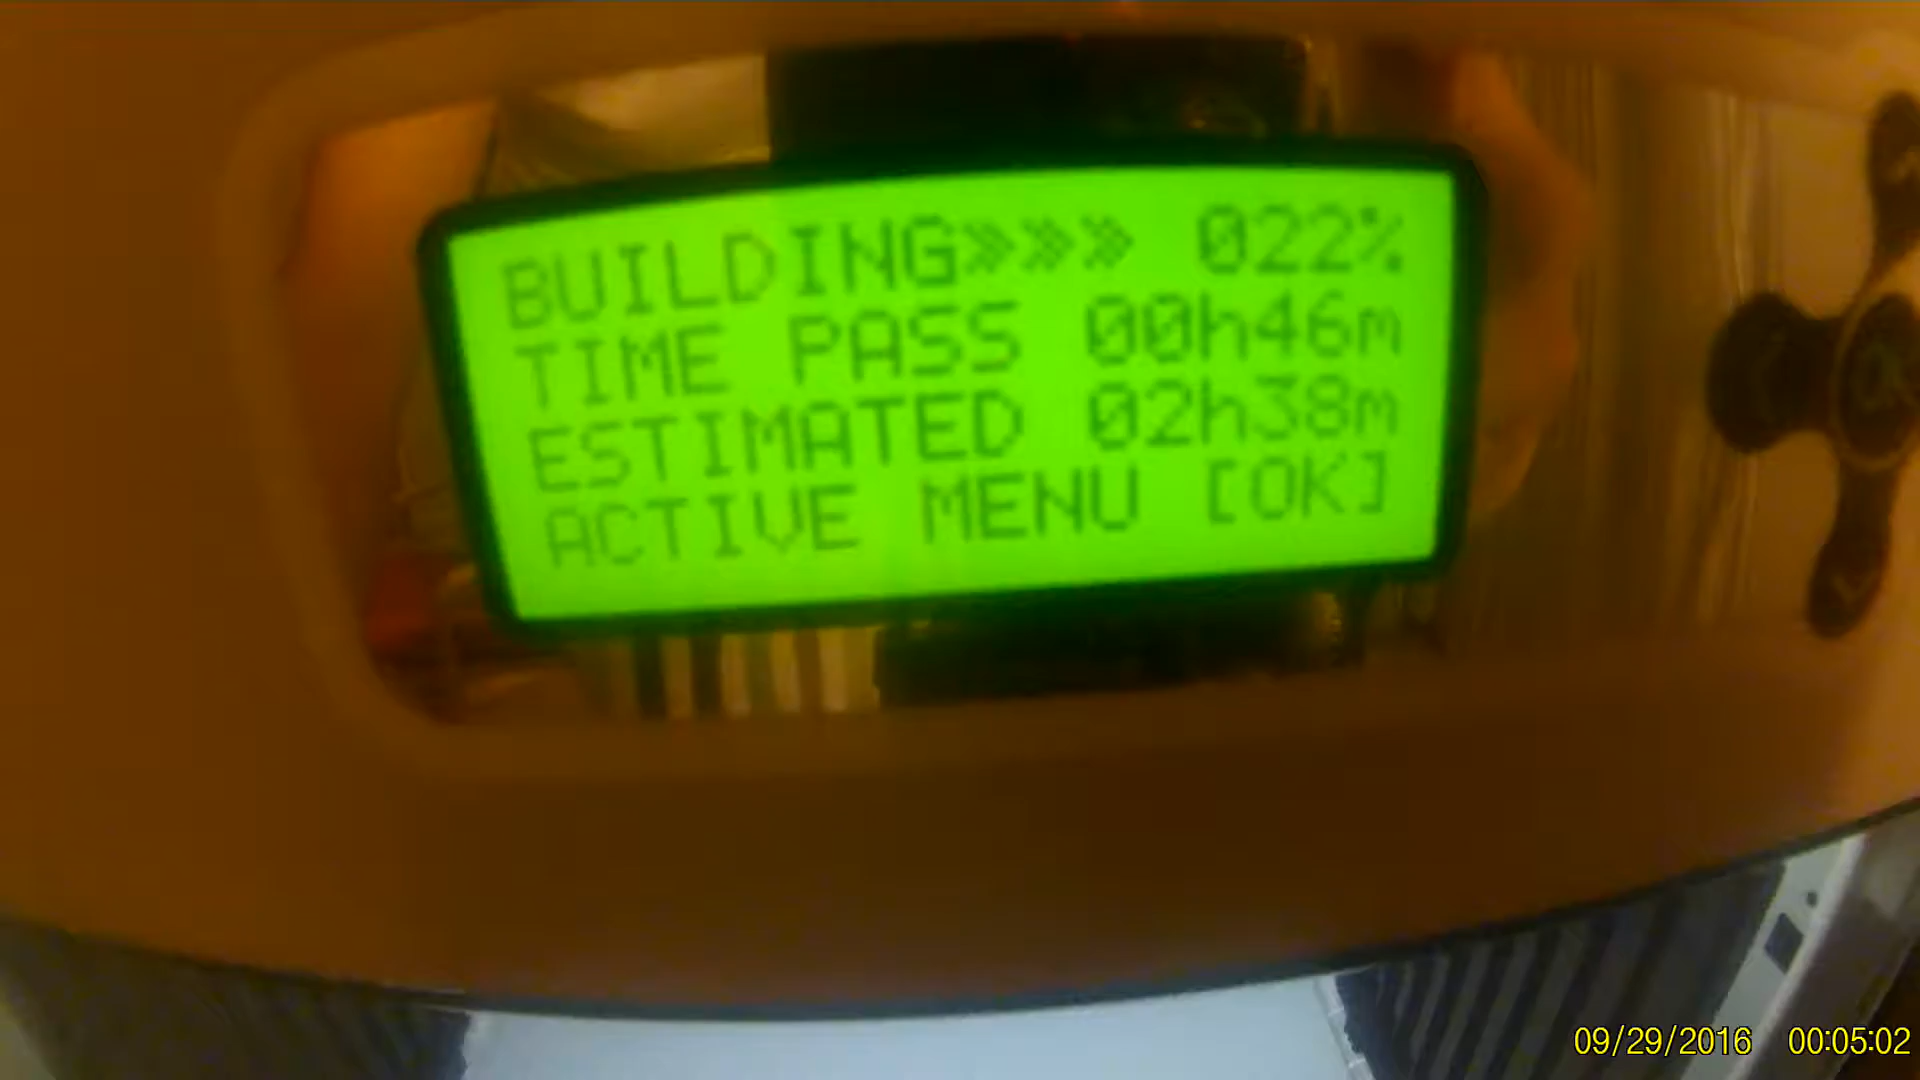 BUILDING»»» 022%
TIME PASS 00h46m
ESTIMATED 02h38m
ACTIVE MENU [OK]
09/29/2016 00:05:02